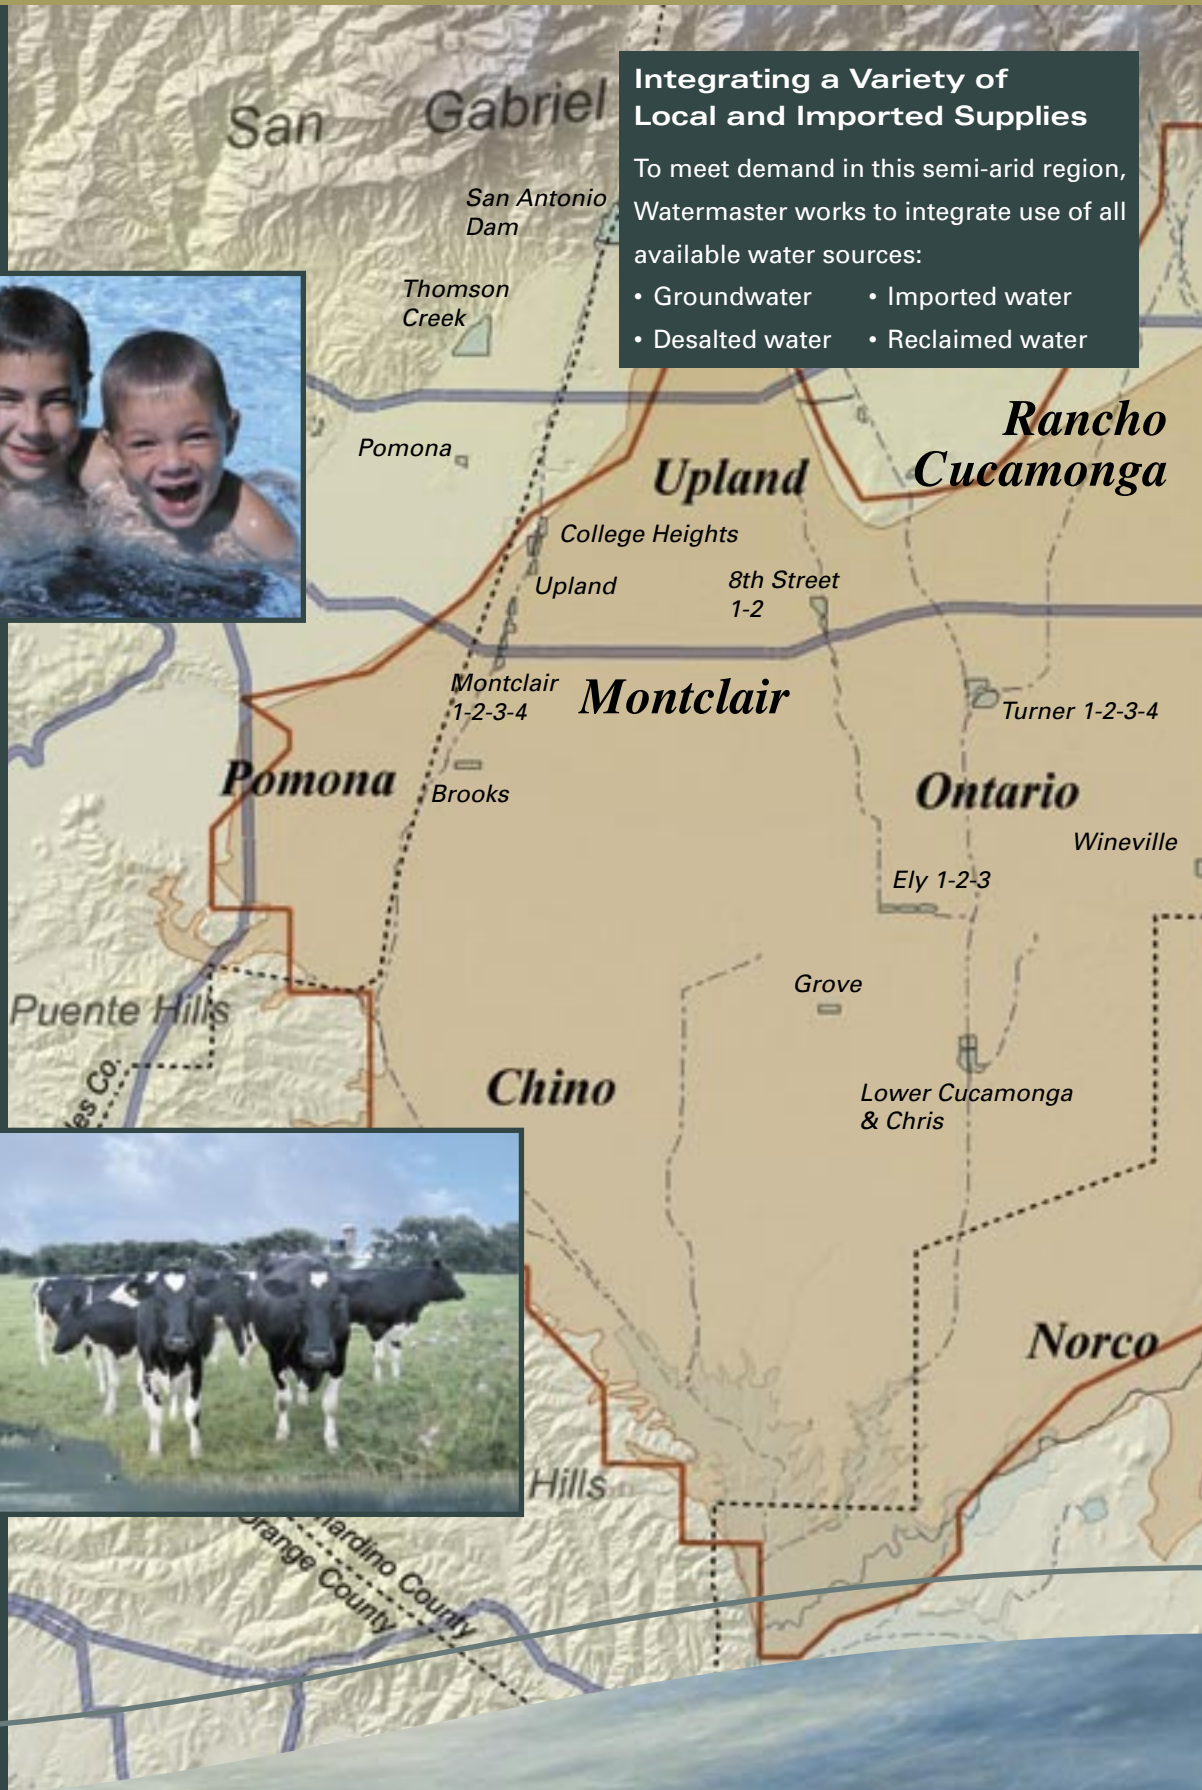 San Gabriel
Integrating a Variety of
Local and Imported Supplies
To meet demand in this semi-arid region,
Watermaster works to integrate use of all
available water sources:
• Groundwater • Imported water
• Desalted water • Reclaimed water
San Antonio
Dam
Thomson
Creek
Rancho
Cucamonga
Pomona
Upland
College Heights
Upland
8th Street
1-2
Montclair
1-2-3-4
Montclair
Turner 1-2-3-4
Pomona
Brooks
Ontario
Wineville
Ely 1-2-3
Grove
Puente Hills
les Co.
Chino
Lower Cucamonga
& Chris
Norco
Hills
nardino County
Orange County